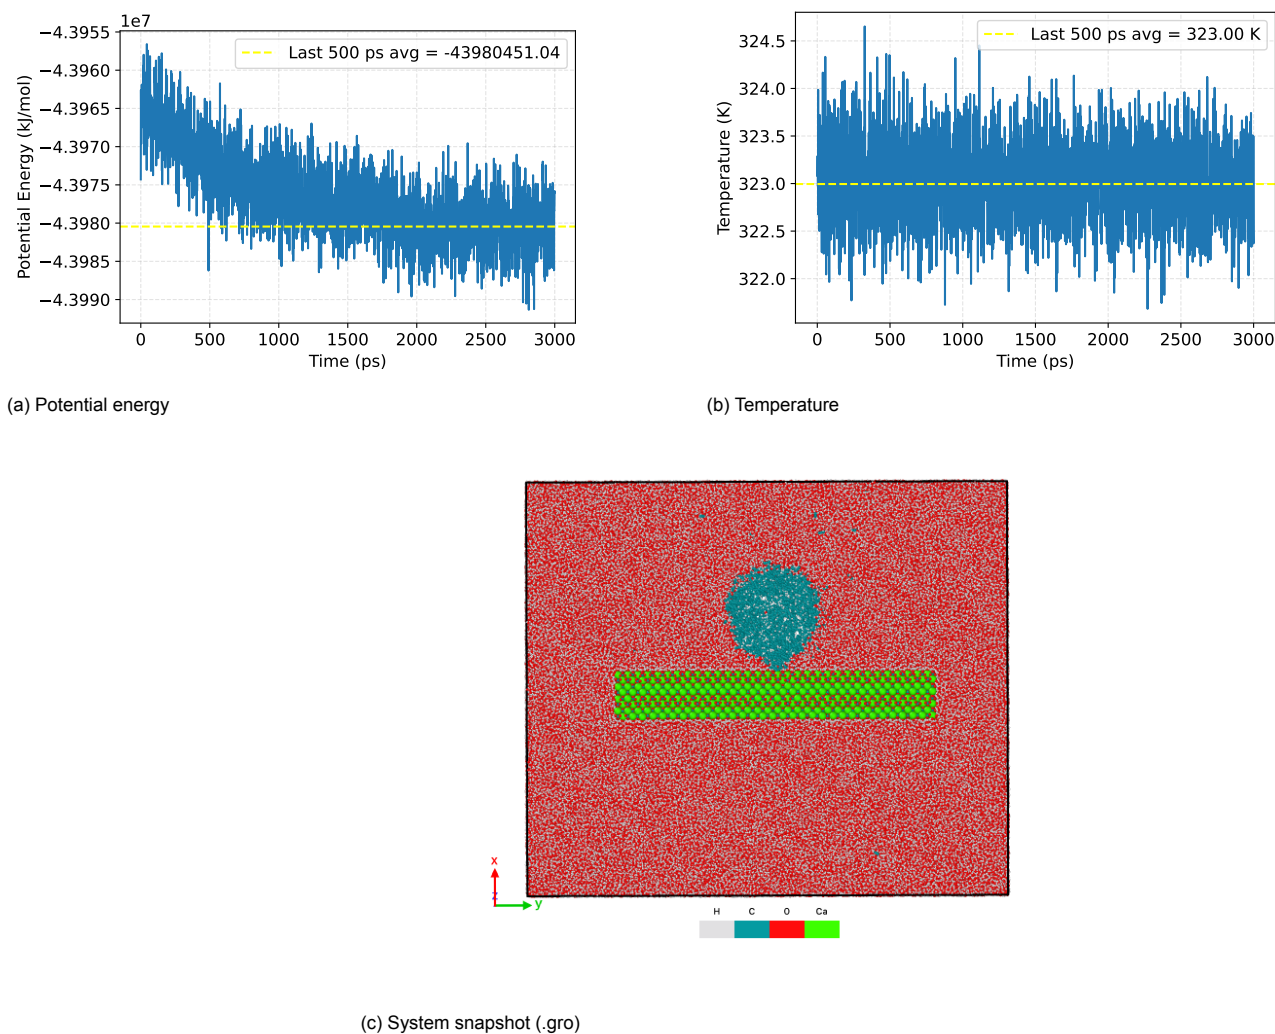 1e7
−4.3955
−4.3960
−4.3965
−4.3970
−4.3975
−4.3980
−4.3985
−4.3990
Potential Energy (kJ/mol)
Last 500 ps avg = -43980451.04
0 500 1000 1500 2000 2500 3000
Time (ps)
(a) Potential energy
324.5
324.0
323.5
323.0
322.5
322.0
Temperature (K)
Last 500 ps avg = 323.00 K
0 500 1000 1500 2000 2500 3000
Time (ps)
(b) Temperature
x
z
y
H C O Ca
(c) System snapshot (.gro)